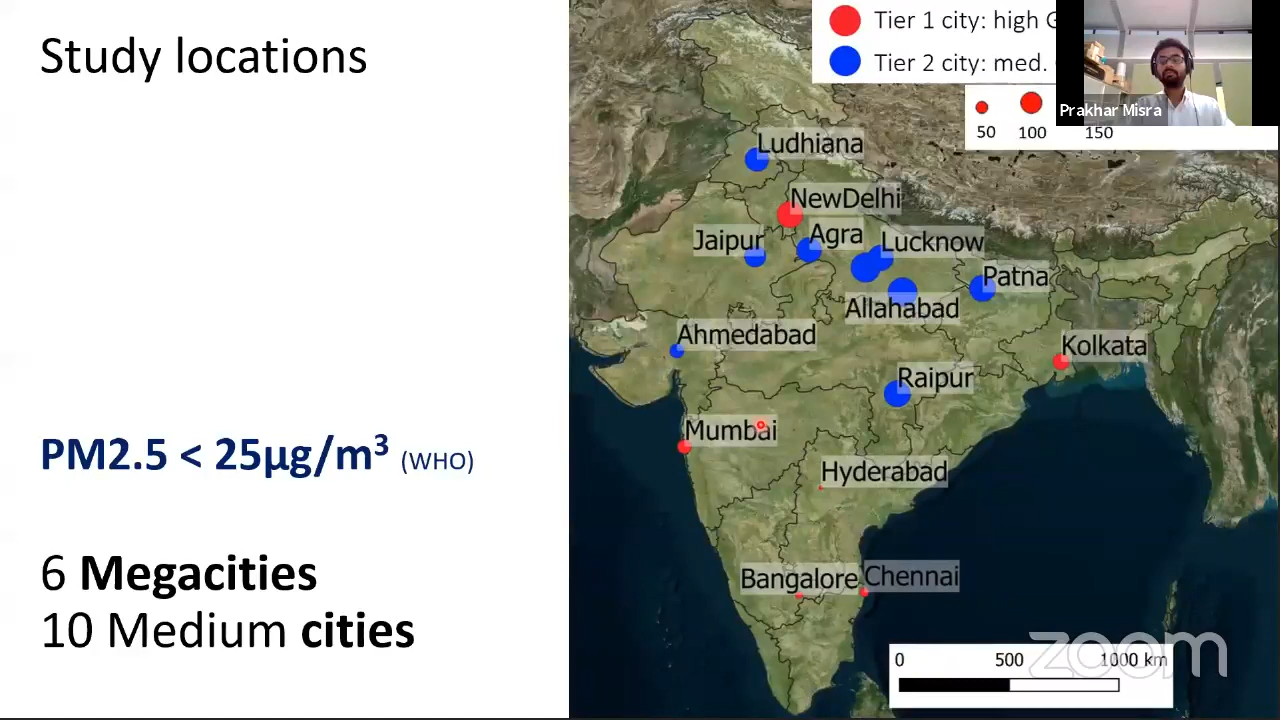 Study locations
PM2.5 < 25µg/m³ (WHO)
6 Megacities
10 Medium cities
Tier 1 city: high
Tier 2 city: med.
50 100 150
Prakhar Misra
Ludhiana
NewDelhi
Jaipur
Agra
Lucknow
Patna
Allahabad
Ahmedabad
Kolkata
Raipur
Mumbai
Hyderabad
Bangalore
Chennai
0 500 1000 km
zoom